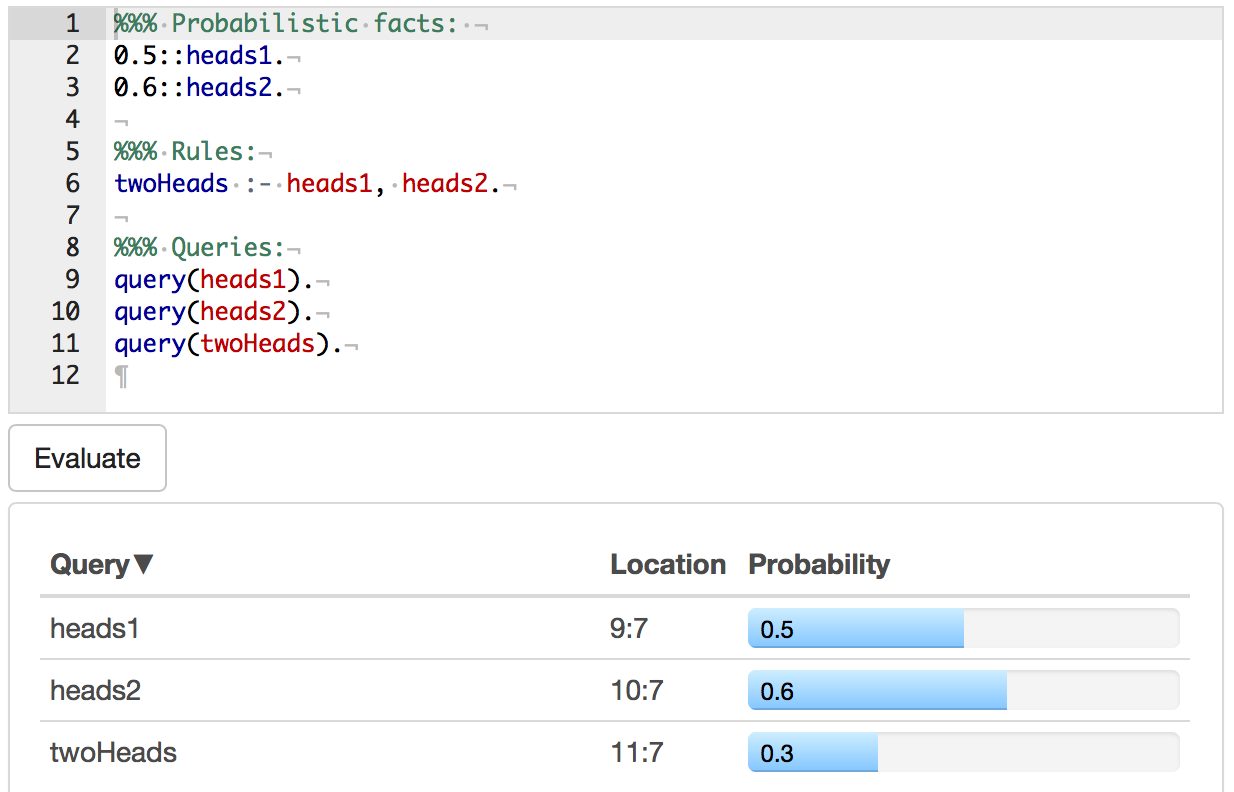 1 %%% Probabilistic facts:
2 0.5::heads1.
3 0.6::heads2.
4
5 %%% Rules:
6 twoHeads :- heads1, heads2.
7
8 %%% Queries:
9 query(heads1).
10 query(heads2).
11 query(twoHeads).
12
Evaluate
Query▼ Location Probability
heads1 9:7 0.5
heads2 10:7 0.6
twoHeads 11:7 0.3